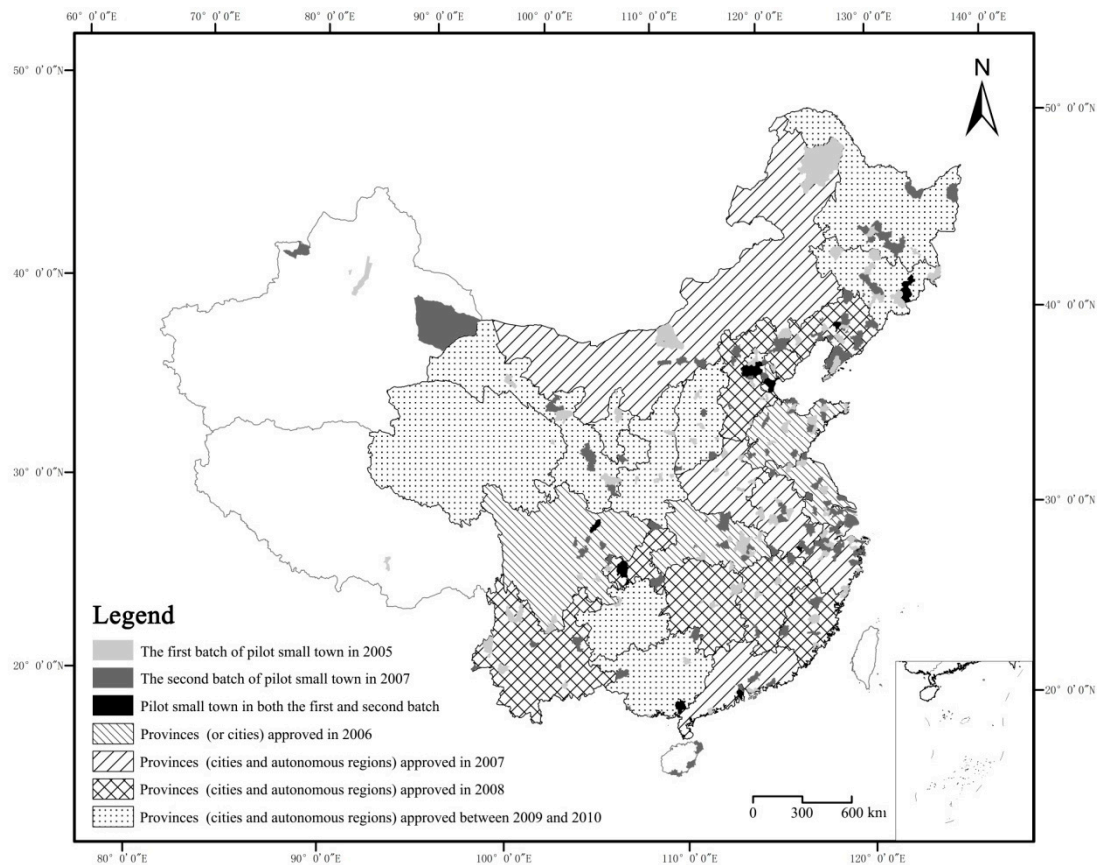 60° 0′0″E 70° 0′0″E 80° 0′0″E 90° 0′0″E 100° 0′0″E 110° 0′0″E 120° 0′0″E 130° 0′0″E 140° 0′0″E
50° 0′0″N
50° 0′0″N
N
40° 0′0″N
40° 0′0″N
30° 0′0″N
30° 0′0″N
20° 0′0″N
20° 0′0″N
Legend
The first batch of pilot small town in 2005
The second batch of pilot small town in 2007
Pilot small town in both the first and second batch
Provinces (or cities) approved in 2006
Provinces (cities and autonomous regions) approved in 2007
Provinces (cities and autonomous regions) approved in 2008
Provinces (cities and autonomous regions) approved between 2009 and 2010
0 300 600 km
80° 0′0″E 90° 0′0″E 100° 0′0″E 110° 0′0″E 120° 0′0″E